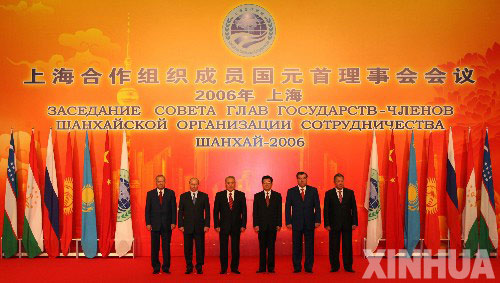 上海合作组织成员国元首理事会会议
2006年 上海
ЗАСЕДАНИЕ СОВЕТА ГЛАВ ГОСУДАРСТВ-ЧЛЕНОВ
ШАНХАЙСКОЙ ОРГАНИЗАЦИИ СОТРУДНИЧЕСТВА
ШАНХАЙ-2006
XINHUA